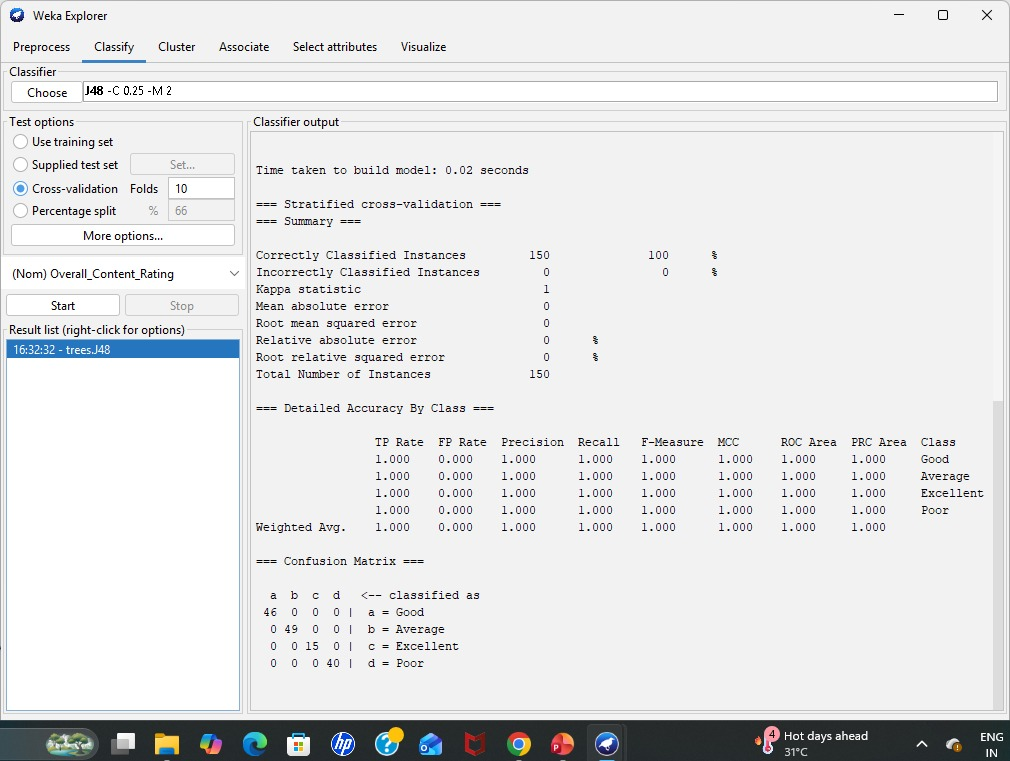 Weka Explorer
Preprocess Classify Cluster Associate Select attributes Visualize
Classifier
Choose J48 -C 0.25 -M 2
Test options
Use training set
Supplied test set Set...
Cross-validation Folds 10
Percentage split % 66
More options...
(Nom) Overall_Content_Rating
Start Stop
Result list (right-click for options)
16:32:32 - trees.J48
Classifier output
Time taken to build model: 0.02 seconds
=== Stratified cross-validation ===
=== Summary ===
Correctly Classified Instances 150 100 %
Incorrectly Classified Instances 0 0 %
Kappa statistic 1
Mean absolute error 0
Root mean squared error 0
Relative absolute error 0 %
Root relative squared error 0 %
Total Number of Instances 150
=== Detailed Accuracy By Class ===
TP Rate FP Rate Precision Recall F-Measure MCC ROC Area PRC Area Class
1.000 0.000 1.000 1.000 1.000 1.000 1.000 1.000 Good
1.000 0.000 1.000 1.000 1.000 1.000 1.000 1.000 Average
1.000 0.000 1.000 1.000 1.000 1.000 1.000 1.000 Excellent
1.000 0.000 1.000 1.000 1.000 1.000 1.000 1.000 Poor
Weighted Avg. 1.000 0.000 1.000 1.000 1.000 1.000 1.000 1.000
=== Confusion Matrix ===
a b c d <-- classified as
46 0 0 0 | a = Good
0 49 0 0 | b = Average
0 0 15 0 | c = Excellent
0 0 0 40 | d = Poor
hp
?
P
4
Hot days ahead
31°C
ENG
IN